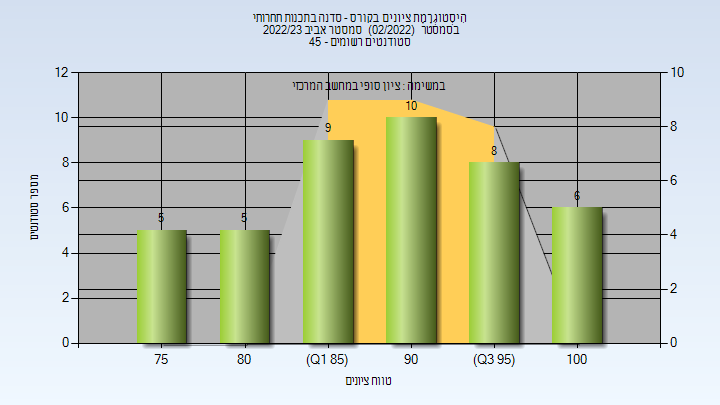 היסטוגרמת ציונים בקורס - סדנה בתכנות תחרותי
בסמסטר (02/2022) סמסטר אביב 2022/23
סטודנטים רשומים - 45
במשימה : ציון סופי במחשב המרכזי
מספר סטודנטים
12
10
8
6
4
2
0
10
8
6
4
2
0
5
5
9
10
8
6
75
80
(Q1 85)
90
(Q3 95)
100
טווח ציונים